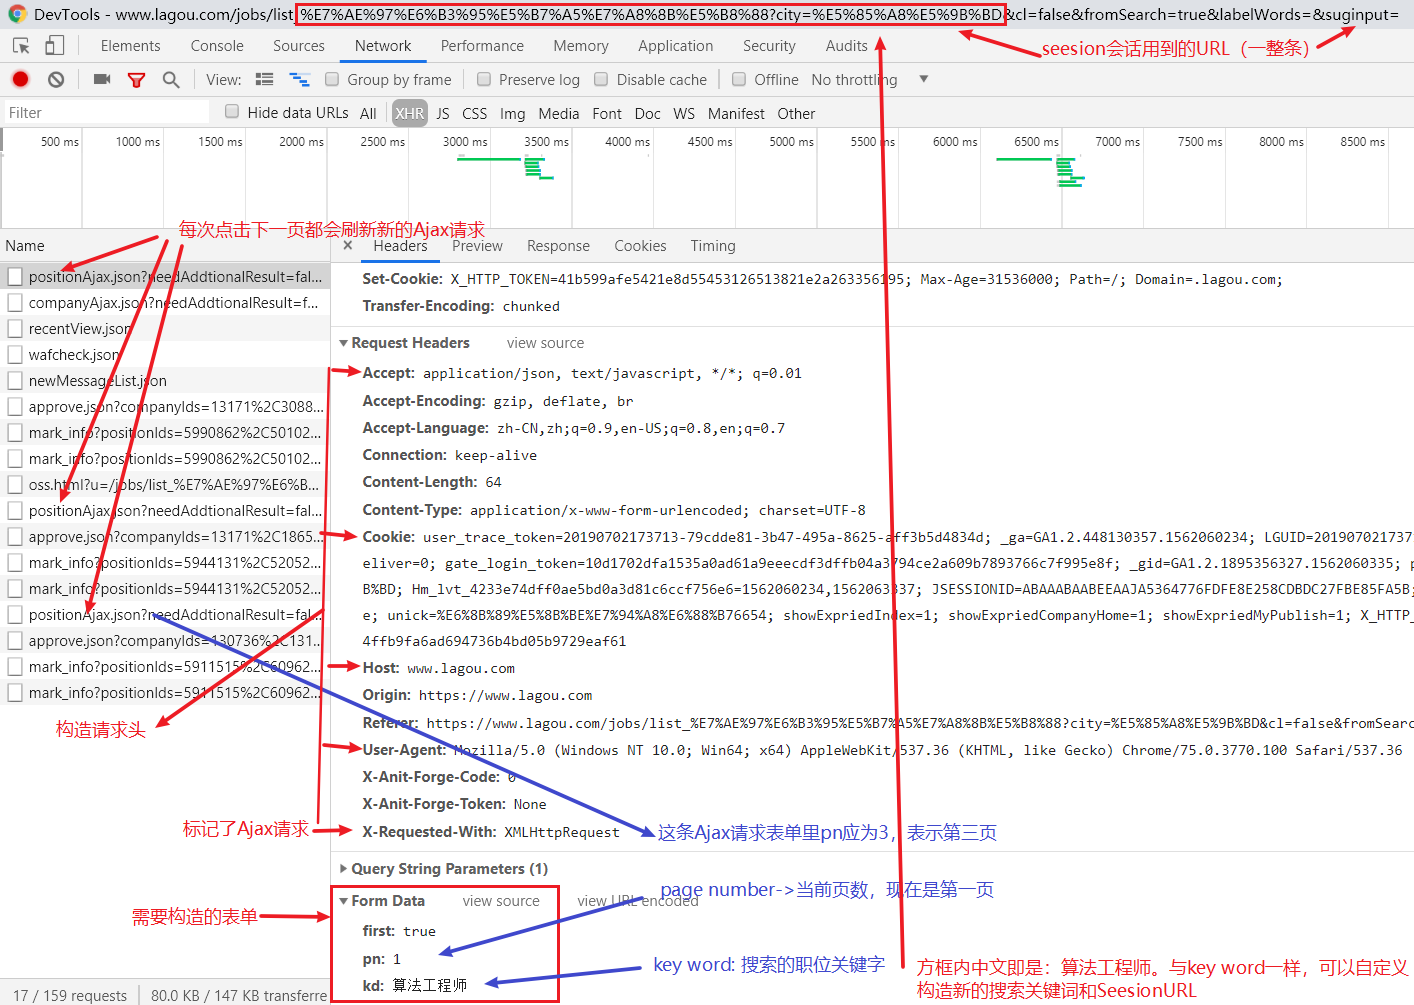 DevTools - www.lagou.com/jobs/list_%E7%AE%97%E6%B3%95%E5%B7%A5%E7%A8%8B%E5%B8%88?city=%E5%85%A8%E5%9B%BD&cl=false&fromSearch=true&labelWords=&suginput=
Elements Console Sources Network Performance Memory Application Security Audits
seesion会话用到的URL（一整条）
View: Group by frame Preserve log Disable cache Offline No throttling
Filter Hide data URLs All XHR JS CSS Img Media Font Doc WS Manifest Other
500 ms 1000 ms 1500 ms 2000 ms 2500 ms 3000 ms 3500 ms 4000 ms 4500 ms 5000 ms 5500 ms 6000 ms 6500 ms 7000 ms 7500 ms 8000 ms 8500 ms
每次点击下一页都会刷新新的Ajax请求
Name
× Headers Preview Response Cookies Timing
positionAjax.json?needAddtionalResult=fal...
companyAjax.json?needAddtionalResult=f...
recentView.json
wafcheck.json
newMessageList.json
approve.json?companyIds=13171%2C3088...
mark_info?positionIds=5990862%2C50102...
mark_info?positionIds=5990862%2C50102...
oss.html?u=/jobs/list_%E7%AE%97%E6%B...
positionAjax.json?needAddtionalResult=fal...
approve.json?companyIds=13171%2C1865...
mark_info?positionIds=5944131%2C52052...
mark_info?positionIds=5944131%2C52052...
positionAjax.json?needAddtionalResult=fal...
approve.json?companyIds=130736%2C131...
mark_info?positionIds=5911515%2C60962...
mark_info?positionIds=5911515%2C60962...
构造请求头
标记了Ajax请求
需要构造的表单
17 / 159 requests 80.0 KB / 147 KB transferre
Set-Cookie: X_HTTP_TOKEN=41b599afe5421e8d55453126513821e2a263356195; Max-Age=31536000; Path=/; Domain=.lagou.com;
Transfer-Encoding: chunked
Request Headers view source
Accept: application/json, text/javascript, */*; q=0.01
Accept-Encoding: gzip, deflate, br
Accept-Language: zh-CN,zh;q=0.9,en-US;q=0.8,en;q=0.7
Connection: keep-alive
Content-Length: 64
Content-Type: application/x-www-form-urlencoded; charset=UTF-8
Cookie: user_trace_token=20190702173713-79cdde81-3b47-495a-8625-aff3b5d4834d; _ga=GA1.2.448130357.1562060234; LGUID=201907021737
eliver=0; gate_login_token=10d1702dfa1535a0ad61a9eeecdf3dffb04a3794ce2a609b7893766c7f995e8f; _gid=GA1.2.1895356327.1562060335; p
B%BD; Hm_lvt_4233e74dff0ae5bd0a3d81c6ccf756e6=1562060234,1562063337; JSESSIONID=ABAAABAABEEAAJA5364776FDFE8E258CDBDC27FBE85FA5B;
e; unick=%E6%8B%89%E5%8B%BE%E7%94%A8%E6%88%B76654; showExpriedIndex=1; showExpriedCompanyHome=1; showExpriedMyPublish=1; X_HTTP_
4ffb9fa6ad694736b4bd05b9729eaf61
Host: www.lagou.com
Origin: https://www.lagou.com
Referer: https://www.lagou.com/jobs/list_%E7%AE%97%E6%B3%95%E5%B7%A5%E7%A8%8B%E5%B8%88?city=%E5%85%A8%E5%9B%BD&cl=false&fromSearc
User-Agent: Mozilla/5.0 (Windows NT 10.0; Win64; x64) AppleWebKit/537.36 (KHTML, like Gecko) Chrome/75.0.3770.100 Safari/537.36
X-Anit-Forge-Code: 0
X-Anit-Forge-Token: None
X-Requested-With: XMLHttpRequest
这条Ajax请求表单里pn应为3，表示第三页
Query String Parameters (1)
page number->当前页数，现在是第一页
Form Data view source view URL encoded
first: true
pn: 1
kd: 算法工程师
key word: 搜索的职位关键字
方框内中文即是：算法工程师。与key word一样，可以自定义
构造新的搜索关键词和SeesionURL